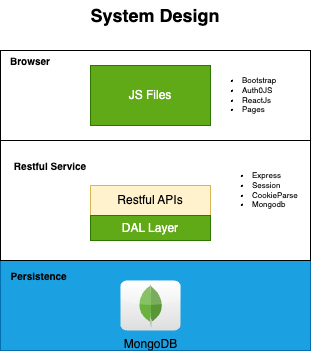 System Design
Browser
JS Files
Bootstrap
Auth0JS
ReactJs
Pages
Restful Service
Restful APIs
DAL Layer
Express
Session
CookieParse
Mongodb
Persistence
MongoDB